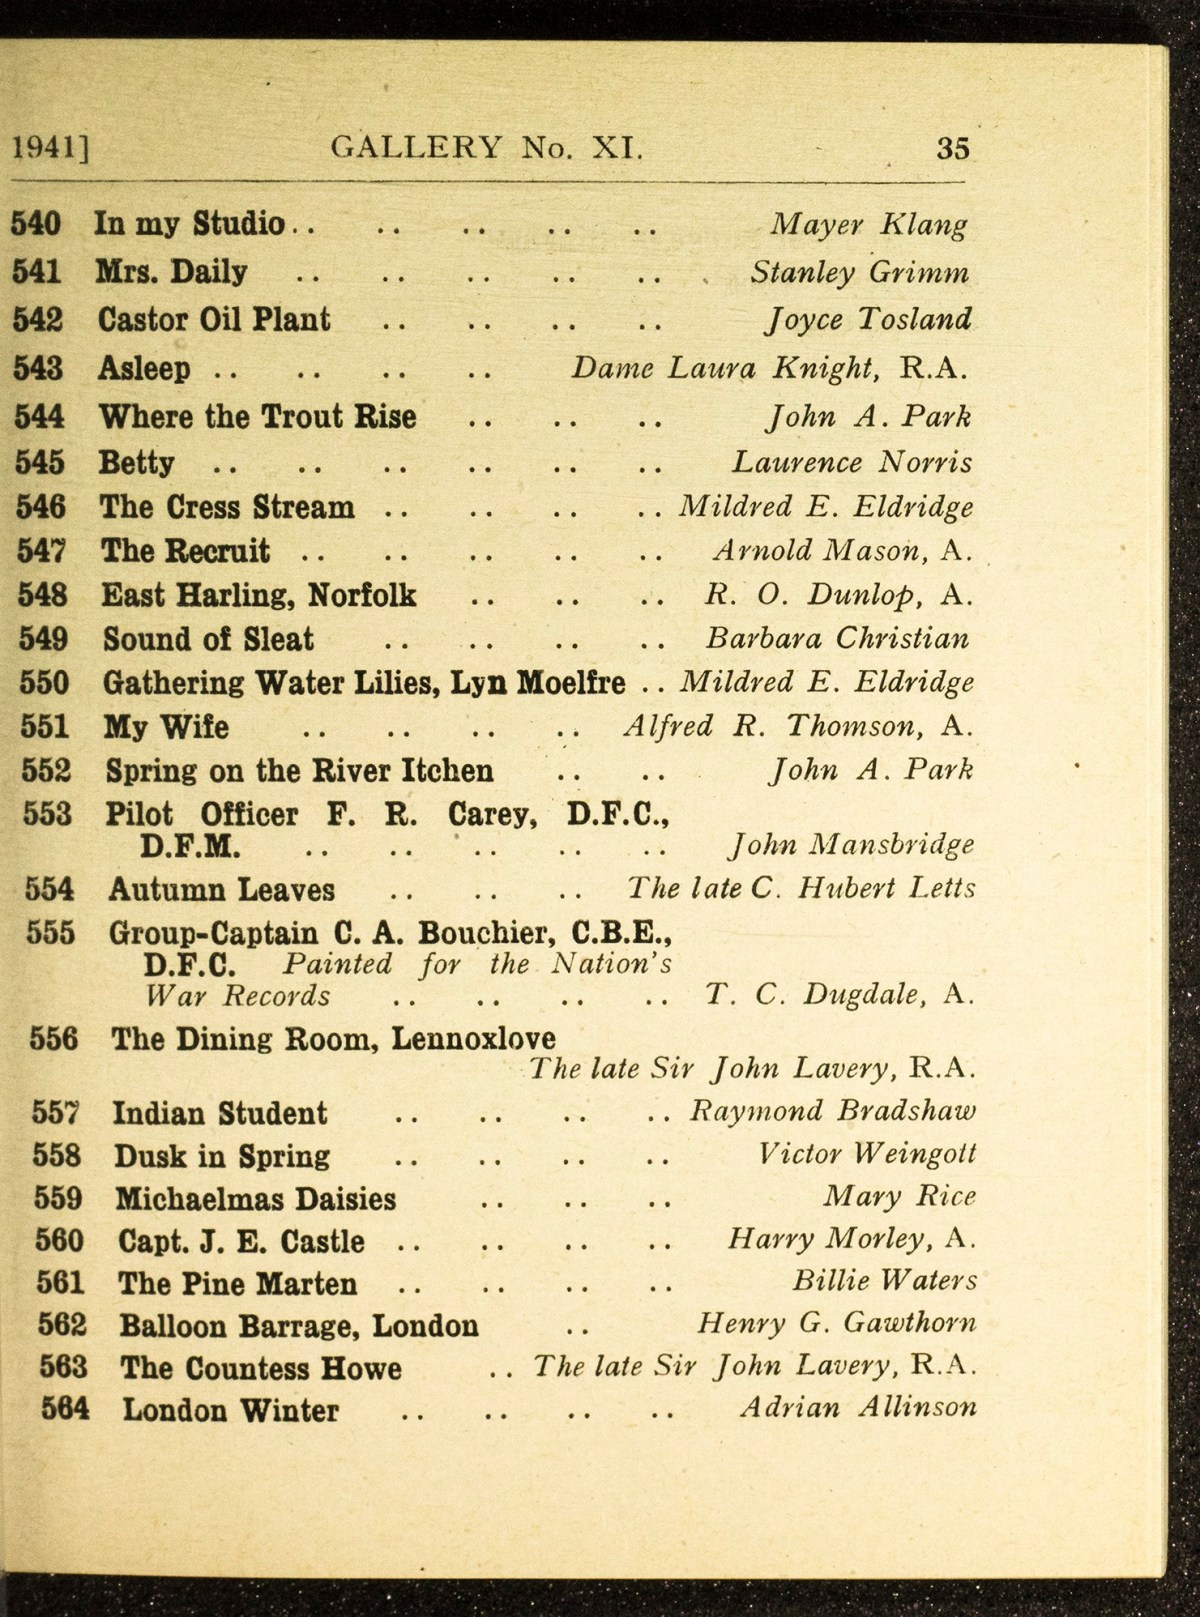 1941] GALLERY No. XI. 35
540 In my Studio.. .. .. .. .. Mayer Klang
541 Mrs. Daily .. .. .. .. .. Stanley Grimm
542 Castor Oil Plant .. .. .. .. Joyce Tosland
543 Asleep .. .. .. .. Dame Laura Knight, R.A.
544 Where the Trout Rise .. .. .. John A. Park
545 Betty .. .. .. .. .. .. Laurence Norris
546 The Cress Stream .. .. .. .. Mildred E. Eldridge
547 The Recruit .. .. .. .. .. Arnold Mason, A.
548 East Harling, Norfolk .. .. .. R. O. Dunlop, A.
549 Sound of Sleat .. .. .. .. Barbara Christian
550 Gathering Water Lilies, Lyn Moelfre .. Mildred E. Eldridge
551 My Wife .. .. .. .. Alfred R. Thomson, A.
552 Spring on the River Itchen .. .. John A. Park
553 Pilot Officer F. R. Carey, D.F.C.,
D.F.M. .. .. .. .. .. John Mansbridge
554 Autumn Leaves .. .. .. The late C. Hubert Letts
555 Group-Captain C. A. Bouchier, C.B.E.,
D.F.C. Painted for the Nation's
War Records .. .. .. .. T. C. Dugdale, A.
556 The Dining Room, Lennoxlove
The late Sir John Lavery, R.A.
557 Indian Student .. .. .. .. Raymond Bradshaw
558 Dusk in Spring .. .. .. .. Victor Weingott
559 Michaelmas Daisies .. .. .. Mary Rice
560 Capt. J. E. Castle .. .. .. .. Harry Morley, A.
561 The Pine Marten .. .. .. .. Billie Waters
562 Balloon Barrage, London .. Henry G. Gawthorn
563 The Countess Howe .. The late Sir John Lavery, R.A.
564 London Winter .. .. .. .. Adrian Allinson